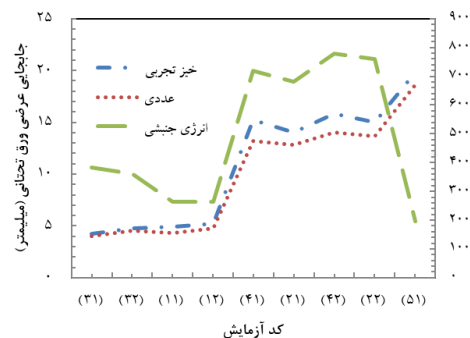 جابجایی عرضی ورق تحتانی (میلیمتر)
۲۵
۲۰
۱۵
۱۰
۵
۰
۹۰۰
۸۰۰
۷۰۰
۶۰۰
۵۰۰
۴۰۰
۳۰۰
۲۰۰
۱۰۰
۰
خیز تجربی
عددی
انرژی جنبشی
(۳۱) (۳۲) (۱۱) (۱۲) (۴۱) (۲۱) (۴۲) (۲۲) (۵۱)
کد آزمایش